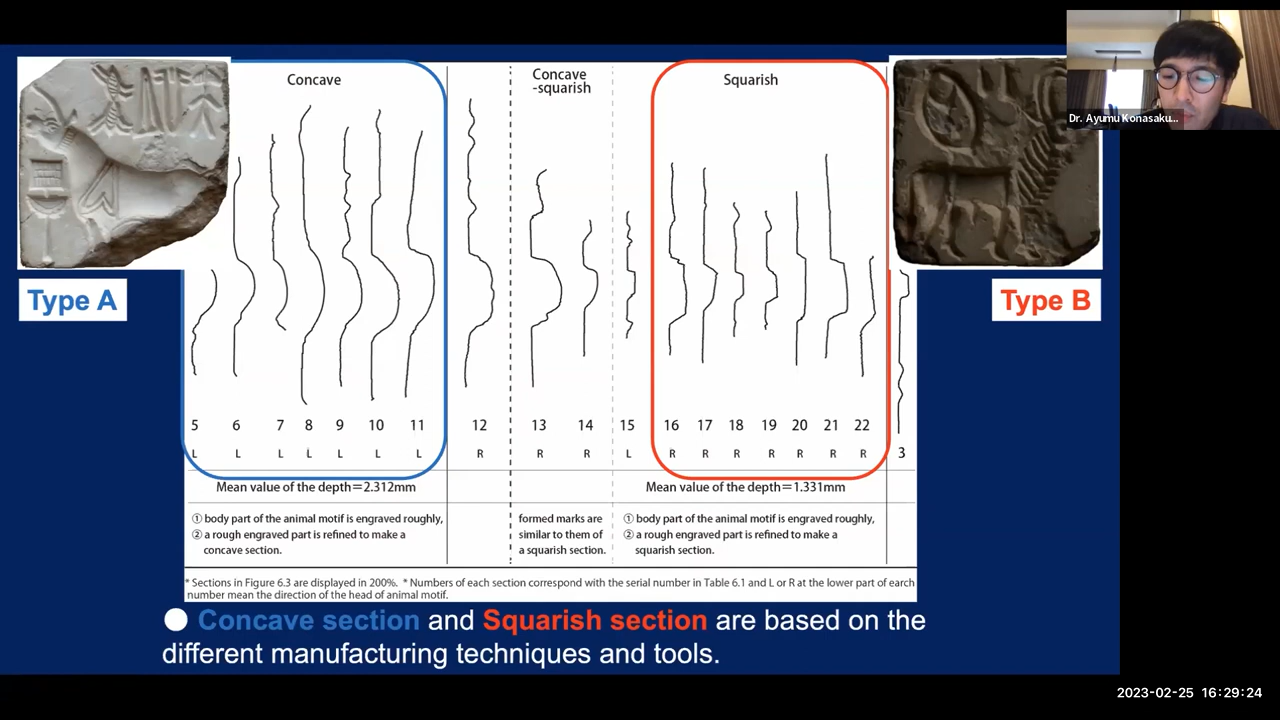 Concave
Concave
-squarish
Squarish
Dr. Ayumu Konasaku...
Type A
Type B
5 6 7 8 9 10 11 12 13 14 15 16 17 18 19 20 21 22 3
L L L L L L L R R R L R R R R R R R
Mean value of the depth=2.312mm
Mean value of the depth=1.331mm
① body part of the animal motif is engraved roughly,
② a rough engraved part is refined to make a
concave section.
formed marks are
similar to them of
a squarish section.
① body part of the animal motif is engraved roughly,
② a rough engraved part is refined to make a
squarish section.
* Sections in Figure 6.3 are displayed in 200%. * Numbers of each section correspond with the serial number in Table 6.1 and L or R at the lower part of earch
number mean the direction of the head of animal motif.
● Concave section and Squarish section are based on the
different manufacturing techniques and tools.
2023-02-25 16:29:24